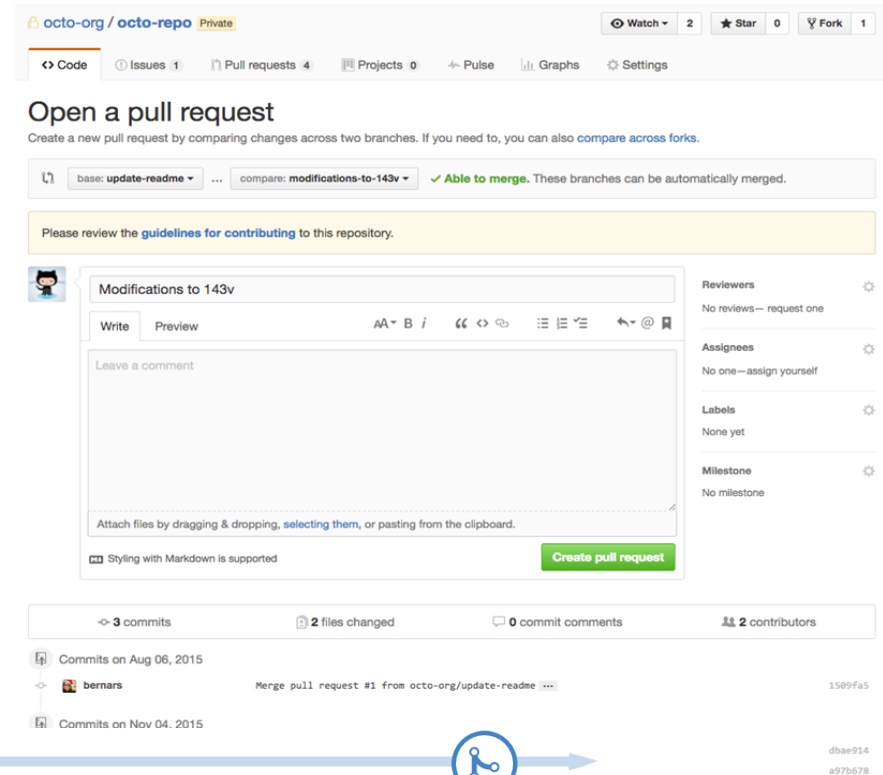 octo-org / octo-repo Private Watch 2 Star 0 Fork 1
Code Issues 1 Pull requests 4 Projects 0 Pulse Graphs Settings
Open a pull request
Create a new pull request by comparing changes across two branches. If you need to, you can also compare across forks.
base: update-readme ... compare: modifications-to-143v ✓ Able to merge. These branches can be automatically merged.
Please review the guidelines for contributing to this repository.
Modifications to 143v
Write Preview AA B i “ <> @
Leave a comment
Attach files by dragging & dropping, selecting them, or pasting from the clipboard.
Styling with Markdown is supported
Create pull request
Reviewers
No reviews— request one
Assignees
No one—assign yourself
Labels
None yet
Milestone
No milestone
3 commits 2 files changed 0 commit comments 2 contributors
Commits on Aug 06, 2015
bernars Merge pull request #1 from octo-org/update-readme ... 1509fa5
Commits on Nov 04, 2015
dbae914
a97b678